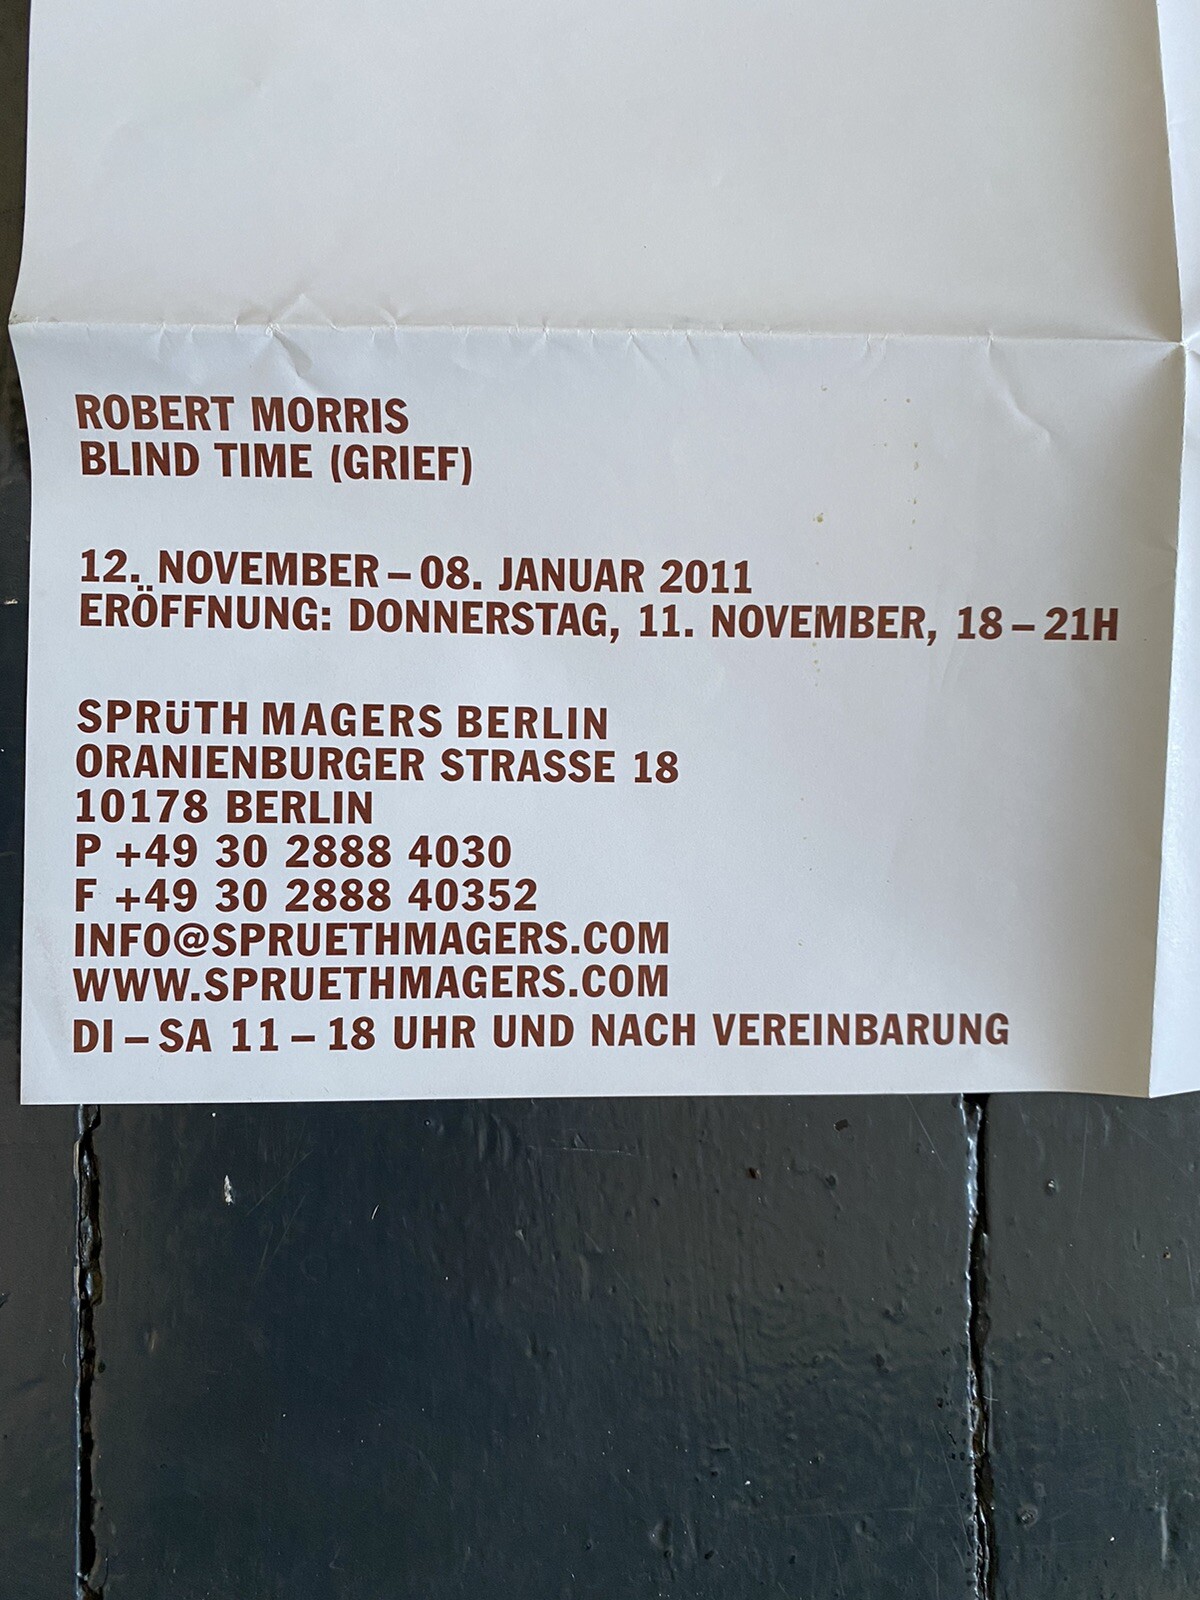 ROBERT MORRIS
BLIND TIME (GRIEF)
12. NOVEMBER – 08. JANUAR 2011
ERÖFFNUNG: DONNERSTAG, 11. NOVEMBER, 18 – 21H
SPRÜTH MAGERS BERLIN
ORANIENBURGER STRASSE 18
10178 BERLIN
P +49 30 2888 4030
F +49 30 2888 40352
INFO@SPRUETHMAGERS.COM
WWW.SPRUETHMAGERS.COM
DI – SA 11 – 18 UHR UND NACH VEREINBARUNG